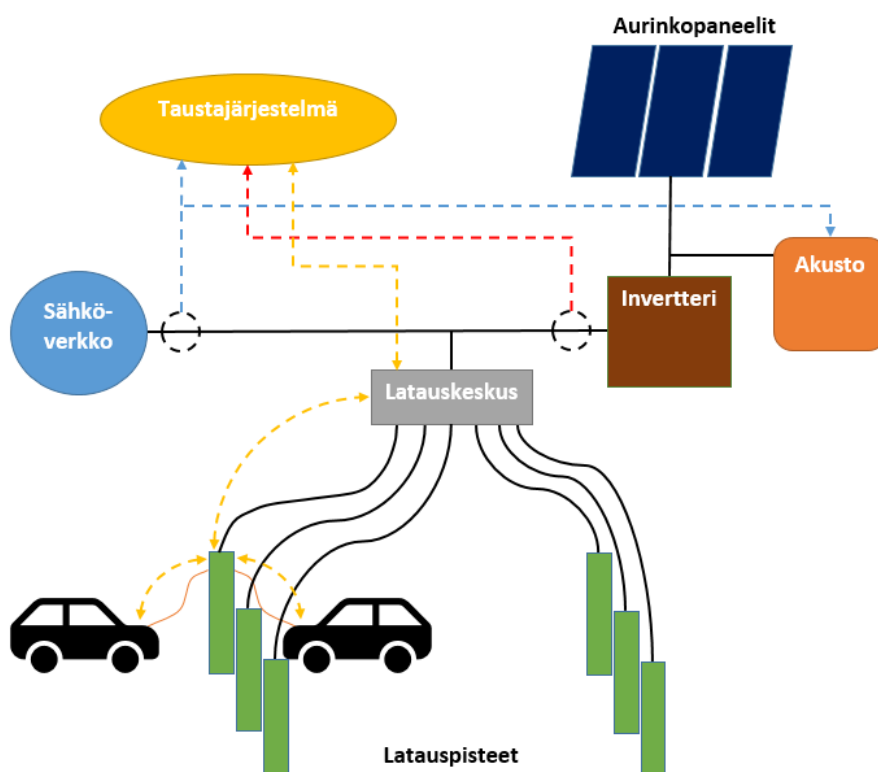 Aurinkopaneelit
Taustajärjestelmä
Akusto
Sähkö-
verkko
Invertteri
Latauskeskus
Latauspisteet